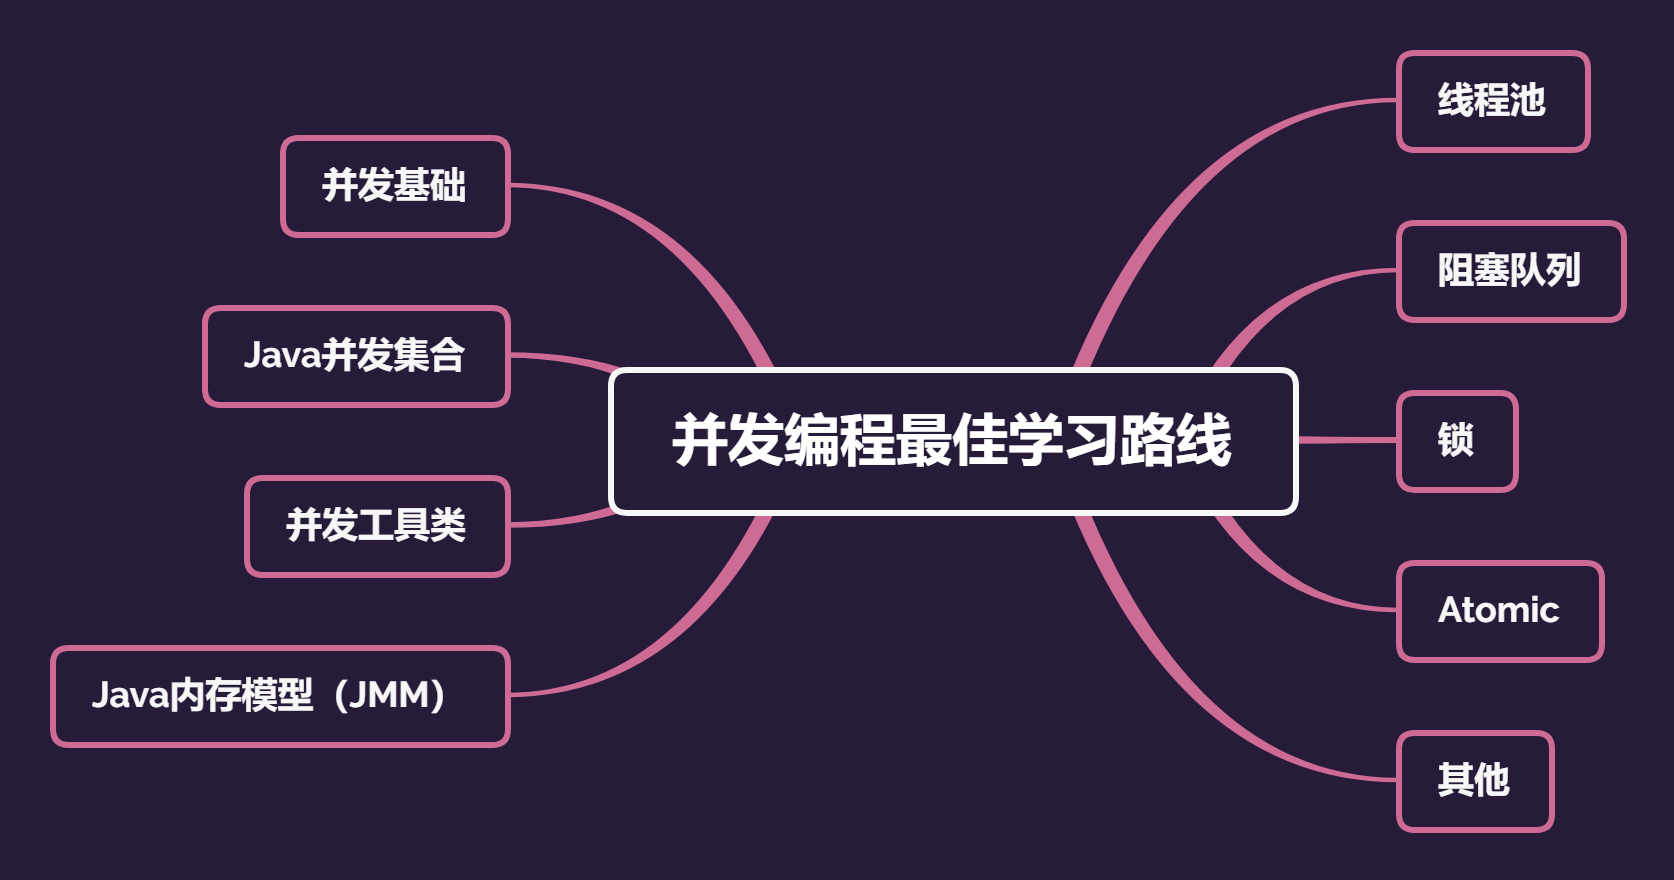 并发编程最佳学习路线
线程池
阻塞队列
锁
Atomic
其他
并发基础
Java并发集合
并发工具类
Java内存模型（JMM）